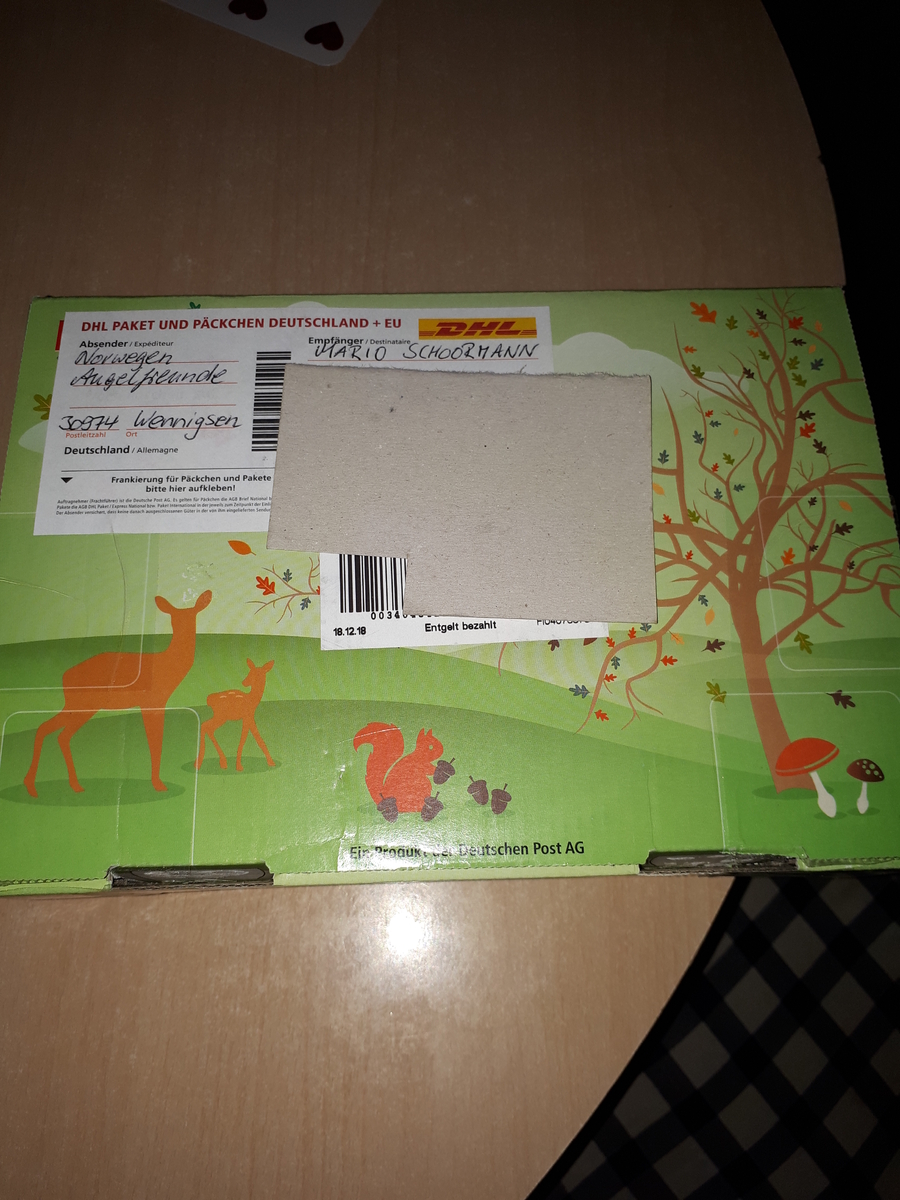 DHL PAKET UND PÄCKCHEN DEUTSCHLAND + EU
DHL
Absender / Expéditeur
Norwegen
Angelfreunde
30974 Wennigsen
Postleitzahl Ort
Deutschland / Allemagne
Empfänger / Destinataire
MARIO SCHOORMANN
Frankierung für Päckchen und Pakete
bitte hier aufkleben!
18.12.18
Entgelt bezahlt
Ein Produkt der Deutschen Post AG